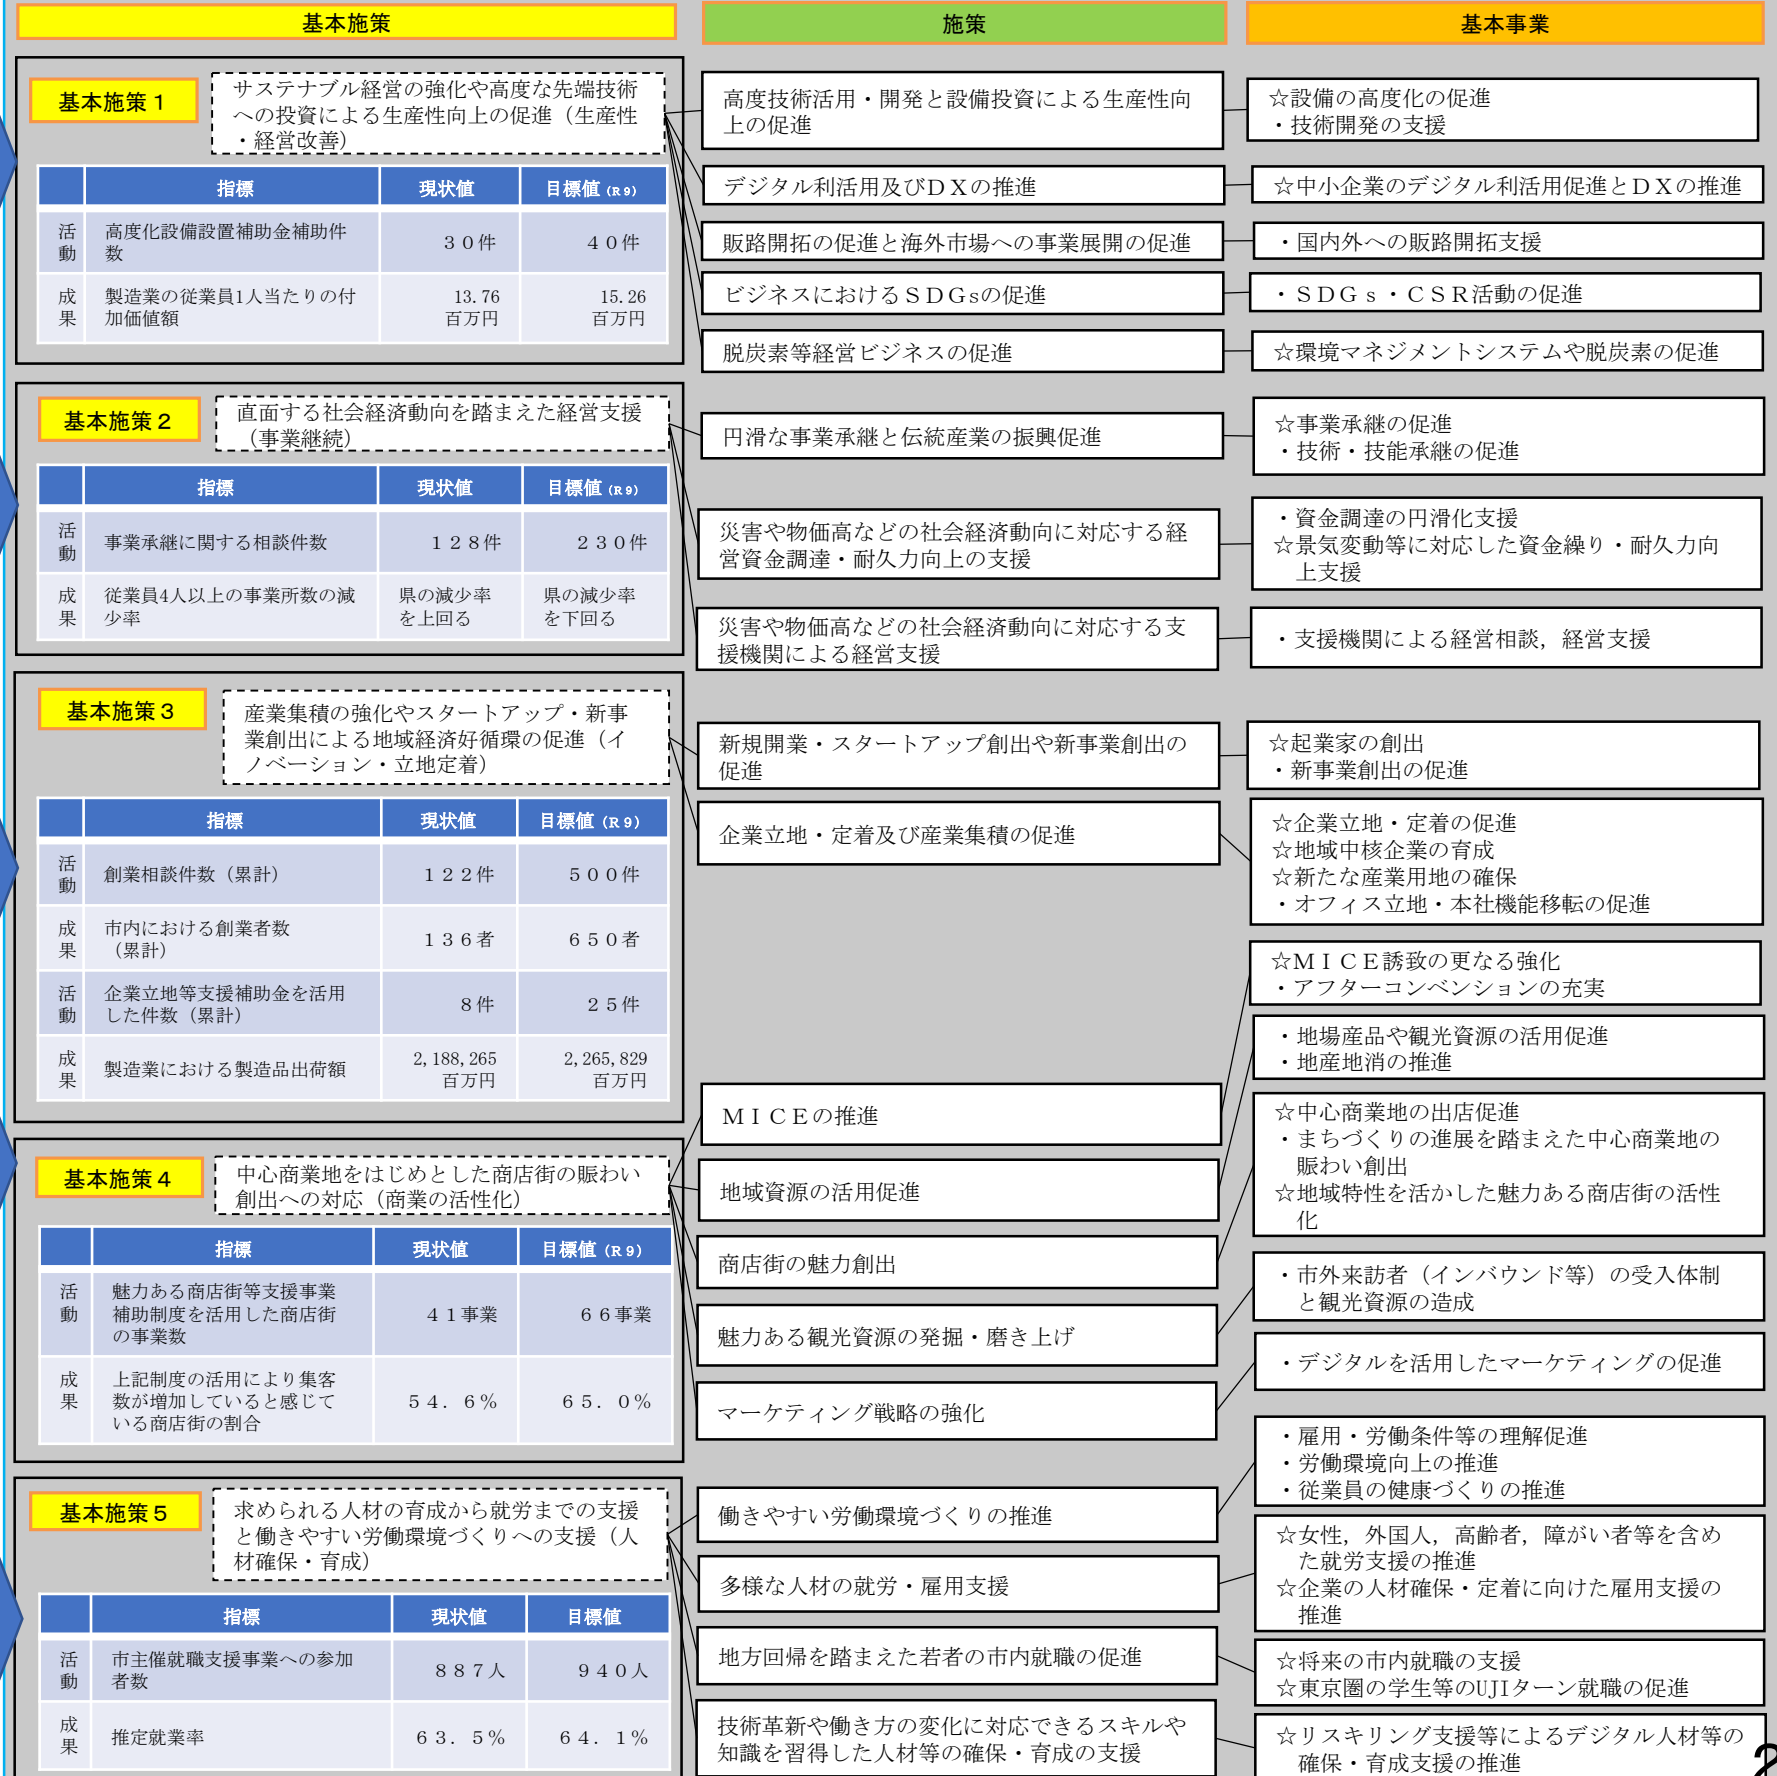 基本施策
施策
基本事業
基本施策１
サステナブル経営の強化や高度な先端技術
への投資による生産性向上の促進（生産性
・経営改善）
指標 現状値 目標値（R9）
活動 高度化設備設置補助金補助件
数
３０件 ４０件
成果 製造業の従業員1人当たりの付
加価値額
13.76
百万円
15.26
百万円
高度技術活用・開発と設備投資による生産性向
上の促進
☆設備の高度化の促進
・技術開発の支援
デジタル利活用及びＤＸの推進
☆中小企業のデジタル利活用促進とＤＸの推進
販路開拓の促進と海外市場への事業展開の促進
・国内外への販路開拓支援
ビジネスにおけるＳＤＧsの促進
・ＳＤＧｓ・ＣＳＲ活動の促進
脱炭素等経営ビジネスの促進
☆環境マネジメントシステムや脱炭素の促進
基本施策２
直面する社会経済動向を踏まえた経営支援
（事業継続）
指標 現状値 目標値（R9）
活動 事業承継に関する相談件数 １２８件 ２３０件
成果 従業員4人以上の事業所数の減
少率
県の減少率
を上回る
県の減少率
を下回る
円滑な事業承継と伝統産業の振興促進
☆事業承継の促進
・技術・技能承継の促進
災害や物価高などの社会経済動向に対応する経
営資金調達・耐久力向上の支援
・資金調達の円滑化支援
☆景気変動等に対応した資金繰り・耐久力向
上支援
災害や物価高などの社会経済動向に対応する支
援機関による経営支援
・支援機関による経営相談，経営支援
基本施策３
産業集積の強化やスタートアップ・新事
業創出による地域経済好循環の促進（イ
ノベーション・立地定着）
指標 現状値 目標値（R9）
活動 創業相談件数（累計） １２２件 ５００件
成果 市内における創業者数
（累計）
１３６者 ６５０者
活動 企業立地等支援補助金を活用
した件数（累計）
８件 ２５件
成果 製造業における製造品出荷額
2,188,265
百万円
2,265,829
百万円
新規開業・スタートアップ創出や新事業創出の
促進
☆起業家の創出
・新事業創出の促進
企業立地・定着及び産業集積の促進
☆企業立地・定着の促進
☆地域中核企業の育成
☆新たな産業用地の確保
・オフィス立地・本社機能移転の促進
基本施策４
中心商業地をはじめとした商店街の賑わい
創出への対応（商業の活性化）
指標 現状値 目標値（R9）
活動 魅力ある商店街等支援事業
補助制度を活用した商店街
の事業数
４１事業 ６６事業
成果 上記制度の活用により集客
数が増加していると感じて
いる商店街の割合
５４．６％ ６５．０％
ＭＩＣＥの推進
☆ＭＩＣＥ誘致の更なる強化
・アフターコンベンションの充実
地域資源の活用促進
・地場産品や観光資源の活用促進
・地産地消の推進
商店街の魅力創出
☆中心商業地の出店促進
・まちづくりの進展を踏まえた中心商業地の
賑わい創出
☆地域特性を活かした魅力ある商店街の活性
化
魅力ある観光資源の発掘・磨き上げ
・市外来訪者（インバウンド等）の受入体制
と観光資源の造成
マーケティング戦略の強化
・デジタルを活用したマーケティングの促進
基本施策５
求められる人材の育成から就労までの支援
と働きやすい労働環境づくりへの支援（人
材確保・育成）
指標 現状値 目標値
活動 市主催就職支援事業への参加
者数
８８７人 ９４０人
成果 推定就業率 ６３．５％ ６４．１％
働きやすい労働環境づくりの推進
・雇用・労働条件等の理解促進
・労働環境向上の推進
・従業員の健康づくりの推進
多様な人材の就労・雇用支援
☆女性，外国人，高齢者，障がい者等を含め
た就労支援の推進
☆企業の人材確保・定着に向けた雇用支援の
推進
地方回帰を踏まえた若者の市内就職の促進
☆将来の市内就職の支援
☆東京圏の学生等のUJIターン就職の促進
技術革新や働き方の変化に対応できるスキルや
知識を習得した人材等の確保・育成の支援
☆リスキリング支援等によるデジタル人材等の
確保・育成支援の推進